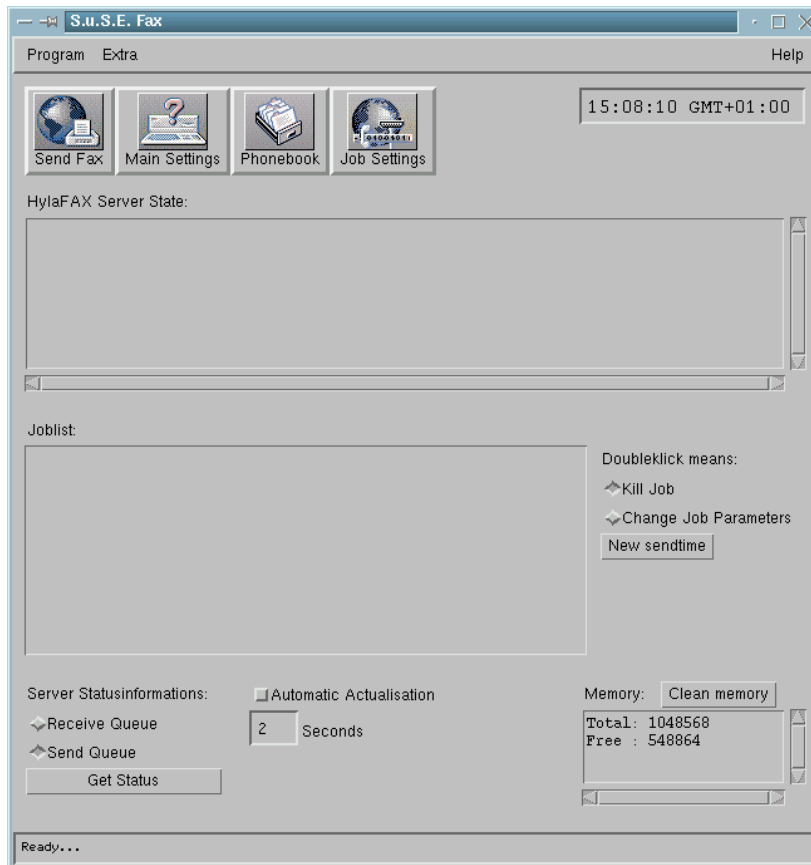 S.u.S.E. Fax
Program Extra Help
15:08:10 GMT+01:00
Send Fax Main Settings Phonebook Job Settings
HylaFAX Server State:
Joblist:
Doubleklick means:
Kill Job
Change Job Parameters
New sendtime
Server Statusinformations:
Receive Queue
Send Queue
Get Status
Automatic Actualisation
2 Seconds
Memory: Clean memory
Total: 1048568
Free : 548864
Ready...